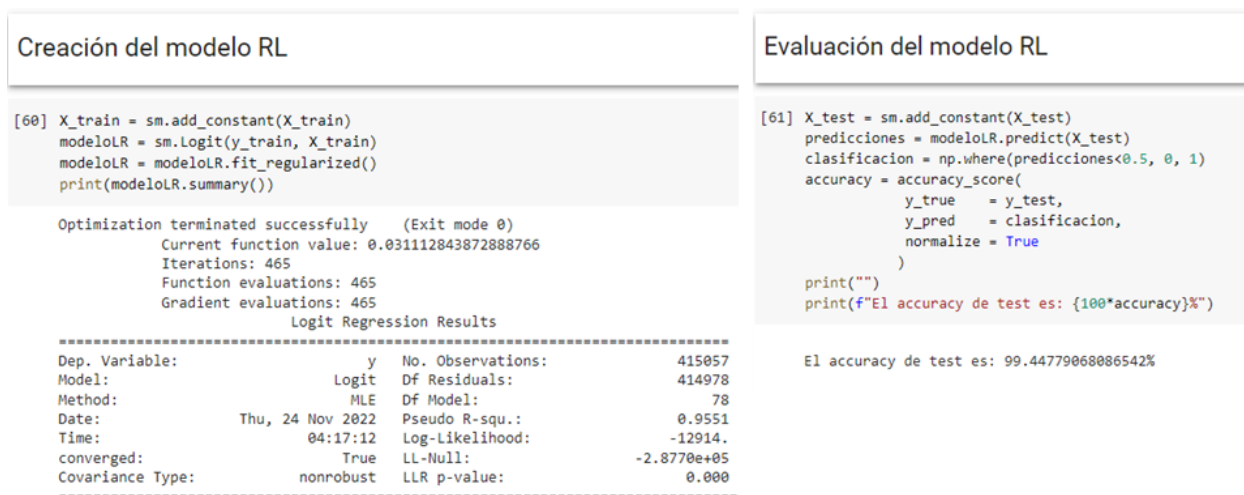 Creación del modelo RL
[60] X_train = sm.add_constant(X_train)
modeloLR = sm.Logit(y_train, X_train)
modeloLR = modeloLR.fit_regularized()
print(modeloLR.summary())
Optimization terminated successfully    (Exit mode 0)
Current function value: 0.031112843872888766
Iterations: 465
Function evaluations: 465
Gradient evaluations: 465
Logit Regression Results
==============================================================================
Dep. Variable:                      y   No. Observations:               415057
Model:                          Logit   Df Residuals:                   414978
Method:                           MLE   Df Model:                           78
Date:                Thu, 24 Nov 2022   Pseudo R-squ.:                  0.9551
Time:                        04:17:12   Log-Likelihood:                -12914.
converged:                       True   LL-Null:                   -2.8770e+05
Covariance Type:            nonrobust   LLR p-value:                     0.000
Evaluación del modelo RL
[61] X_test = sm.add_constant(X_test)
predicciones = modeloLR.predict(X_test)
clasificacion = np.where(predicciones<0.5, 0, 1)
accuracy = accuracy_score(
y_true    = y_test,
y_pred    = clasificacion,
normalize = True
)
print("")
print(f"El accuracy de test es: {100*accuracy}%")
El accuracy de test es: 99.44779068086542%